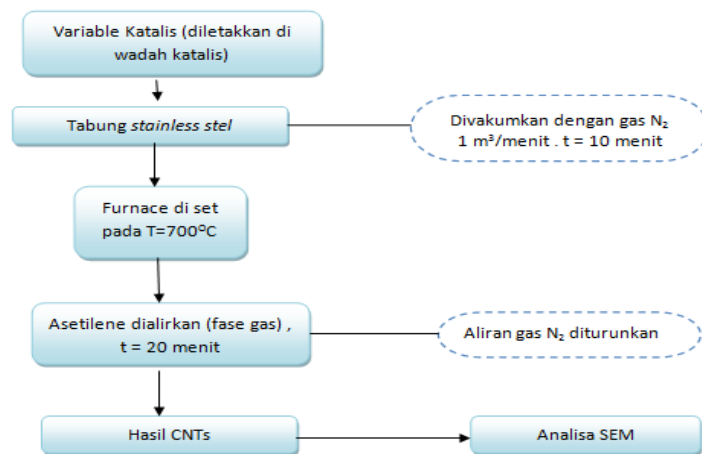 Variable Katalis (diletakkan di
wadah katalis)
Tabung stainless stel
Divakumkan dengan gas N₂
1 m³/menit . t = 10 menit
Furnace di set
pada T=700⁰C
Asetilene dialirkan (fase gas) ,
t = 20 menit
Aliran gas N₂ diturunkan
Hasil CNTs
Analisa SEM